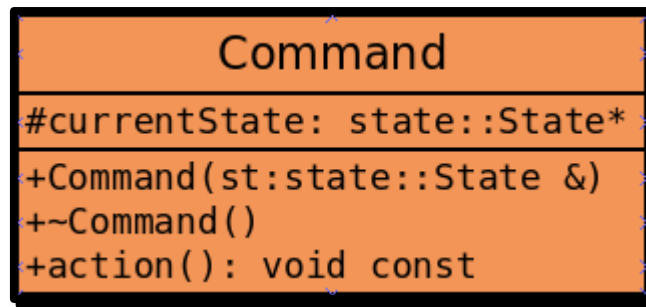 Command
#currentState: state::State*
+Command(st:state::State &)
+~Command()
+action(): void const